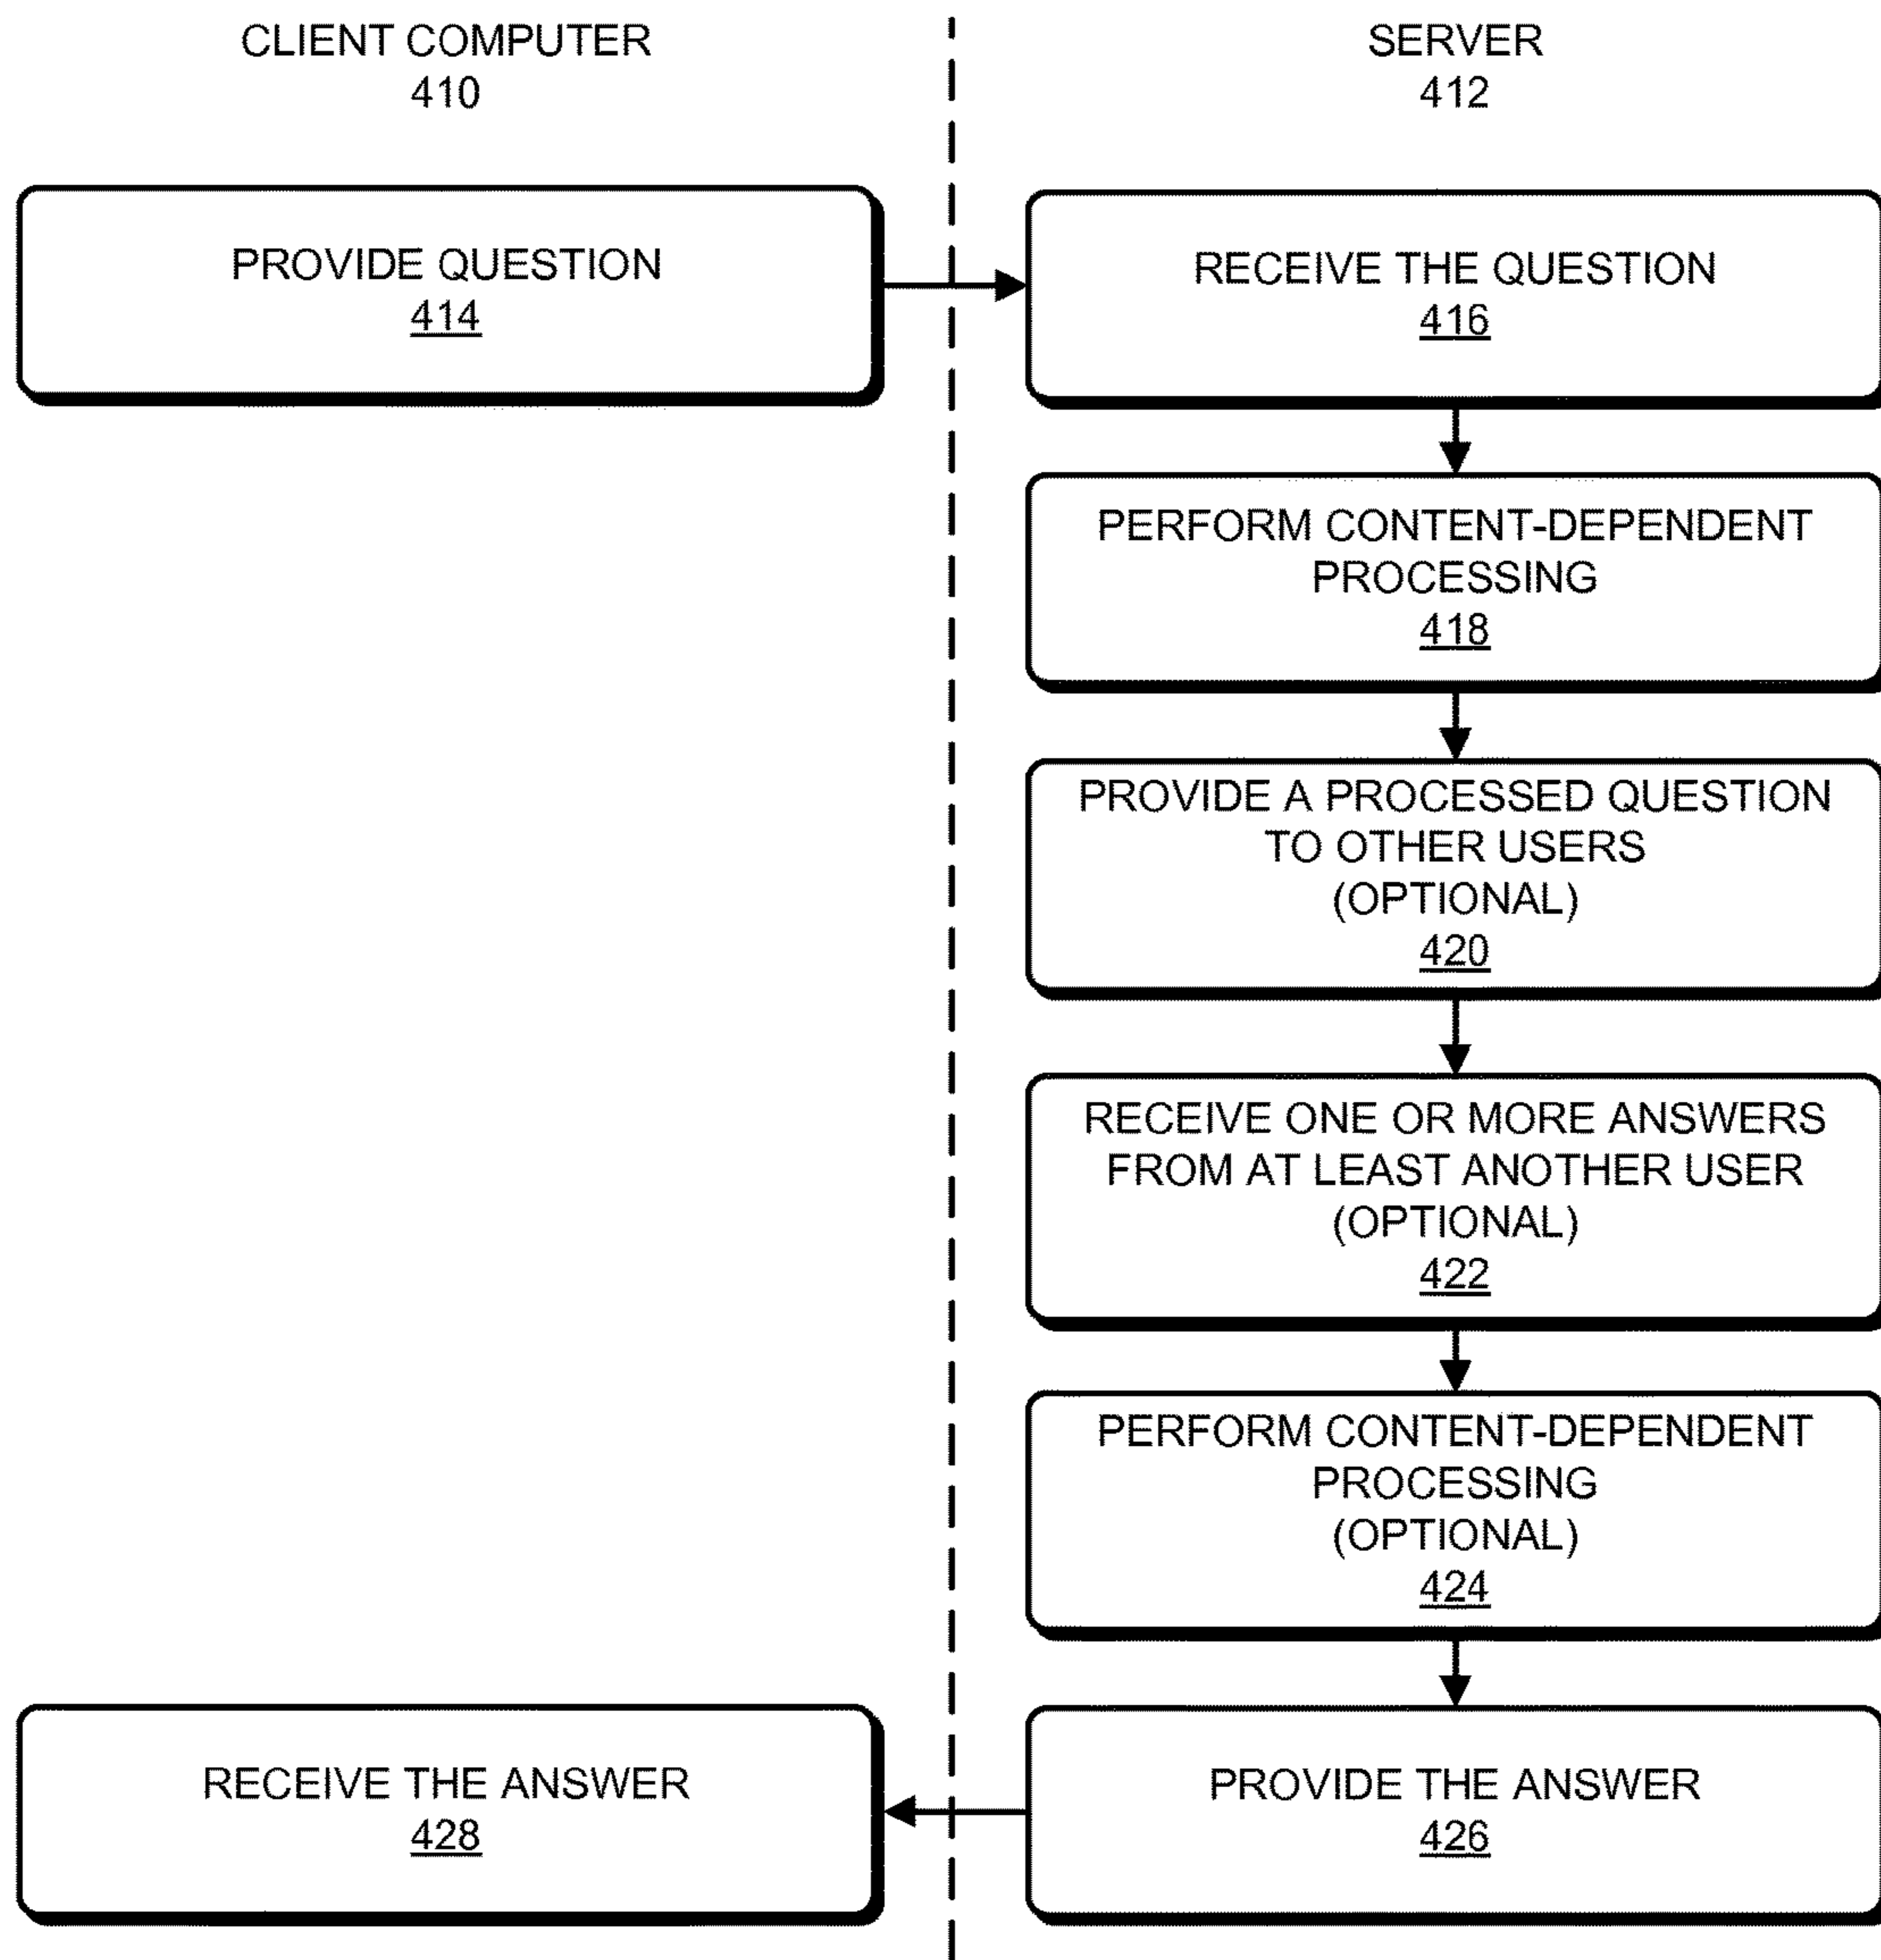 CLIENT COMPUTER
410
SERVER
412
PROVIDE QUESTION
414
RECEIVE THE QUESTION
416
PERFORM CONTENT-DEPENDENT
PROCESSING
418
PROVIDE A PROCESSED QUESTION
TO OTHER USERS
(OPTIONAL)
420
RECEIVE ONE OR MORE ANSWERS
FROM AT LEAST ANOTHER USER
(OPTIONAL)
422
PERFORM CONTENT-DEPENDENT
PROCESSING
(OPTIONAL)
424
PROVIDE THE ANSWER
426
RECEIVE THE ANSWER
428